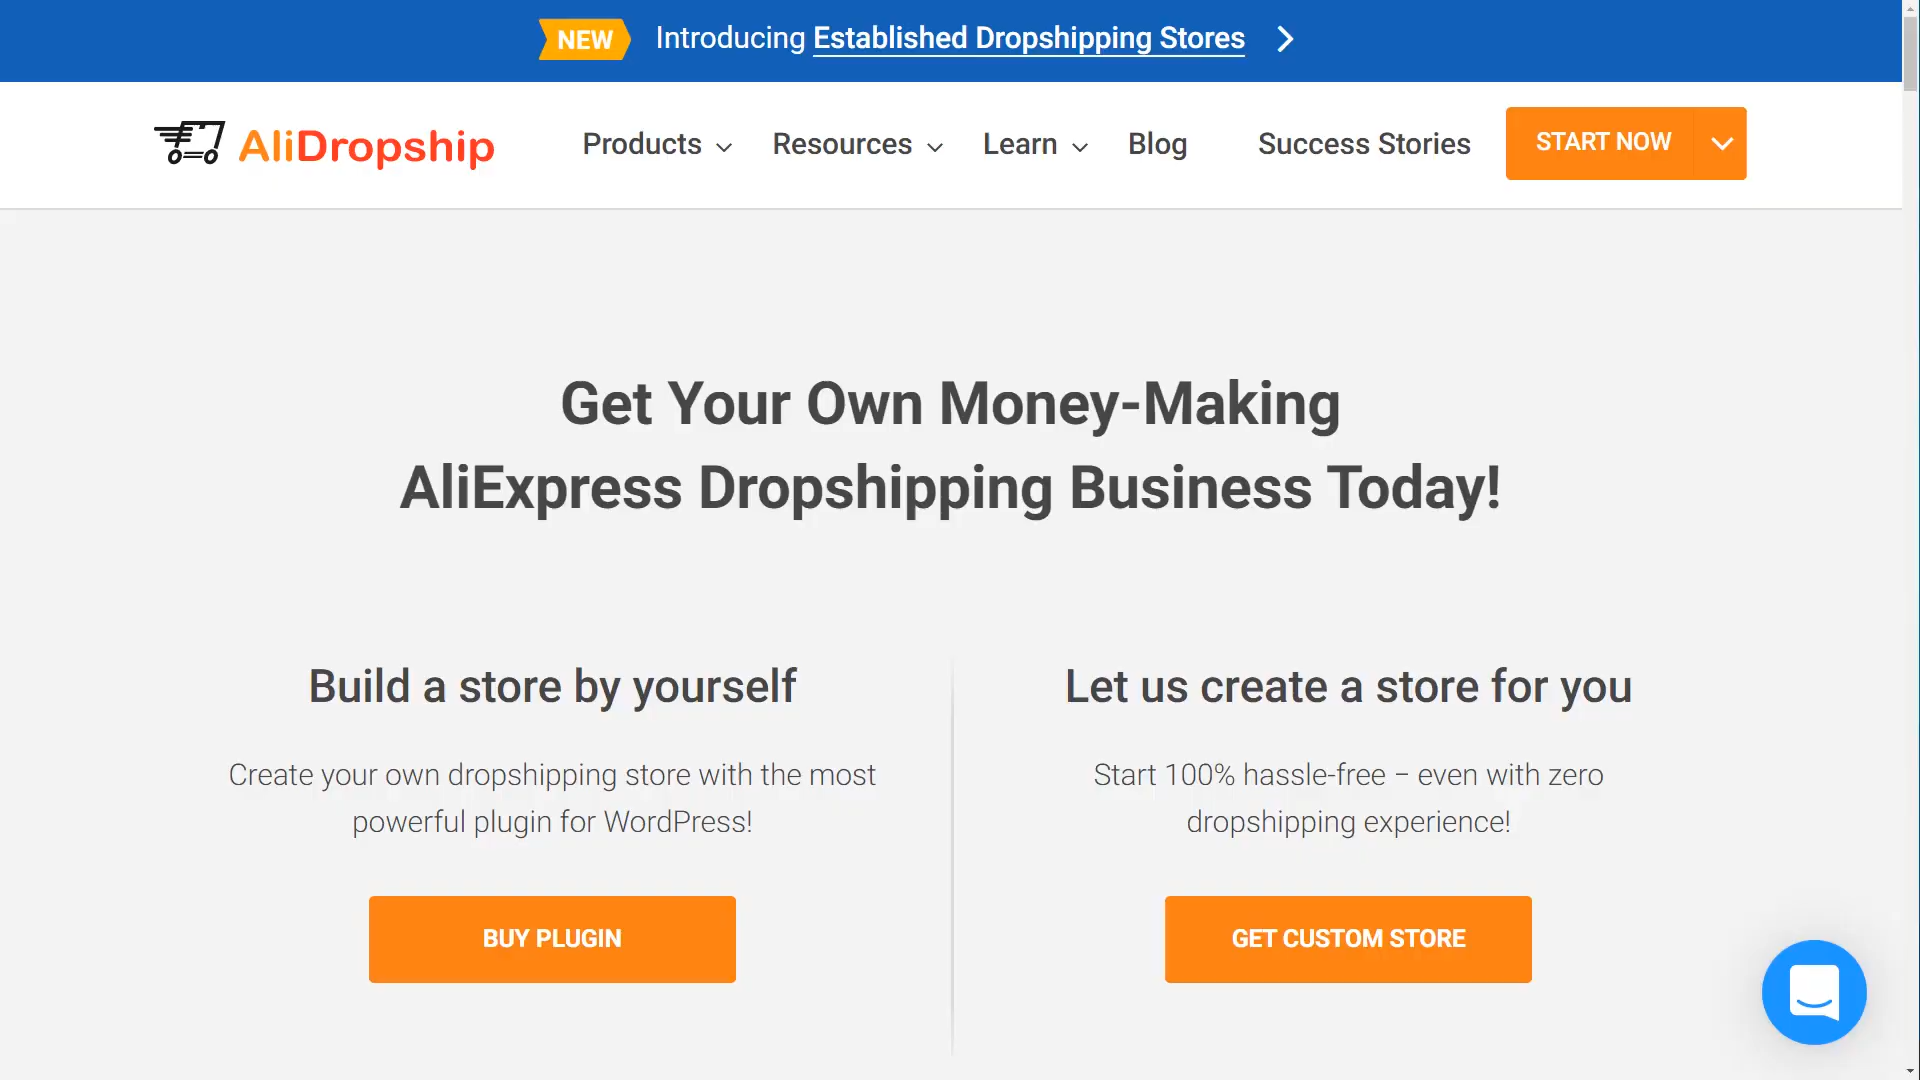 NEW Introducing Established Dropshipping Stores
AliDropship Products Resources Learn Blog Success Stories START NOW
Get Your Own Money-Making
AliExpress Dropshipping Business Today!
Build a store by yourself
Create your own dropshipping store with the most
powerful plugin for WordPress!
BUY PLUGIN
Let us create a store for you
Start 100% hassle-free – even with zero
dropshipping experience!
GET CUSTOM STORE